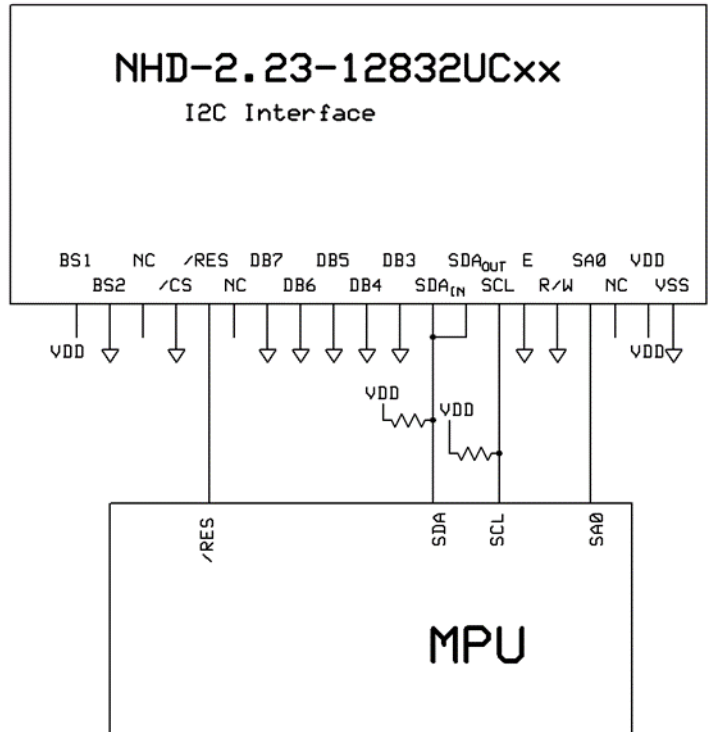 NHD-2.23-12832UCxx
I2C Interface
BS1 NC /RES DB7 DB5 DB3 SDAOUT E SA0 VDD
BS2 /CS NC DB6 DB4 SDAIN SCL R/W NC VSS
VDD VDD
VDD
VDD
/RES SDA SCL SA0
MPU